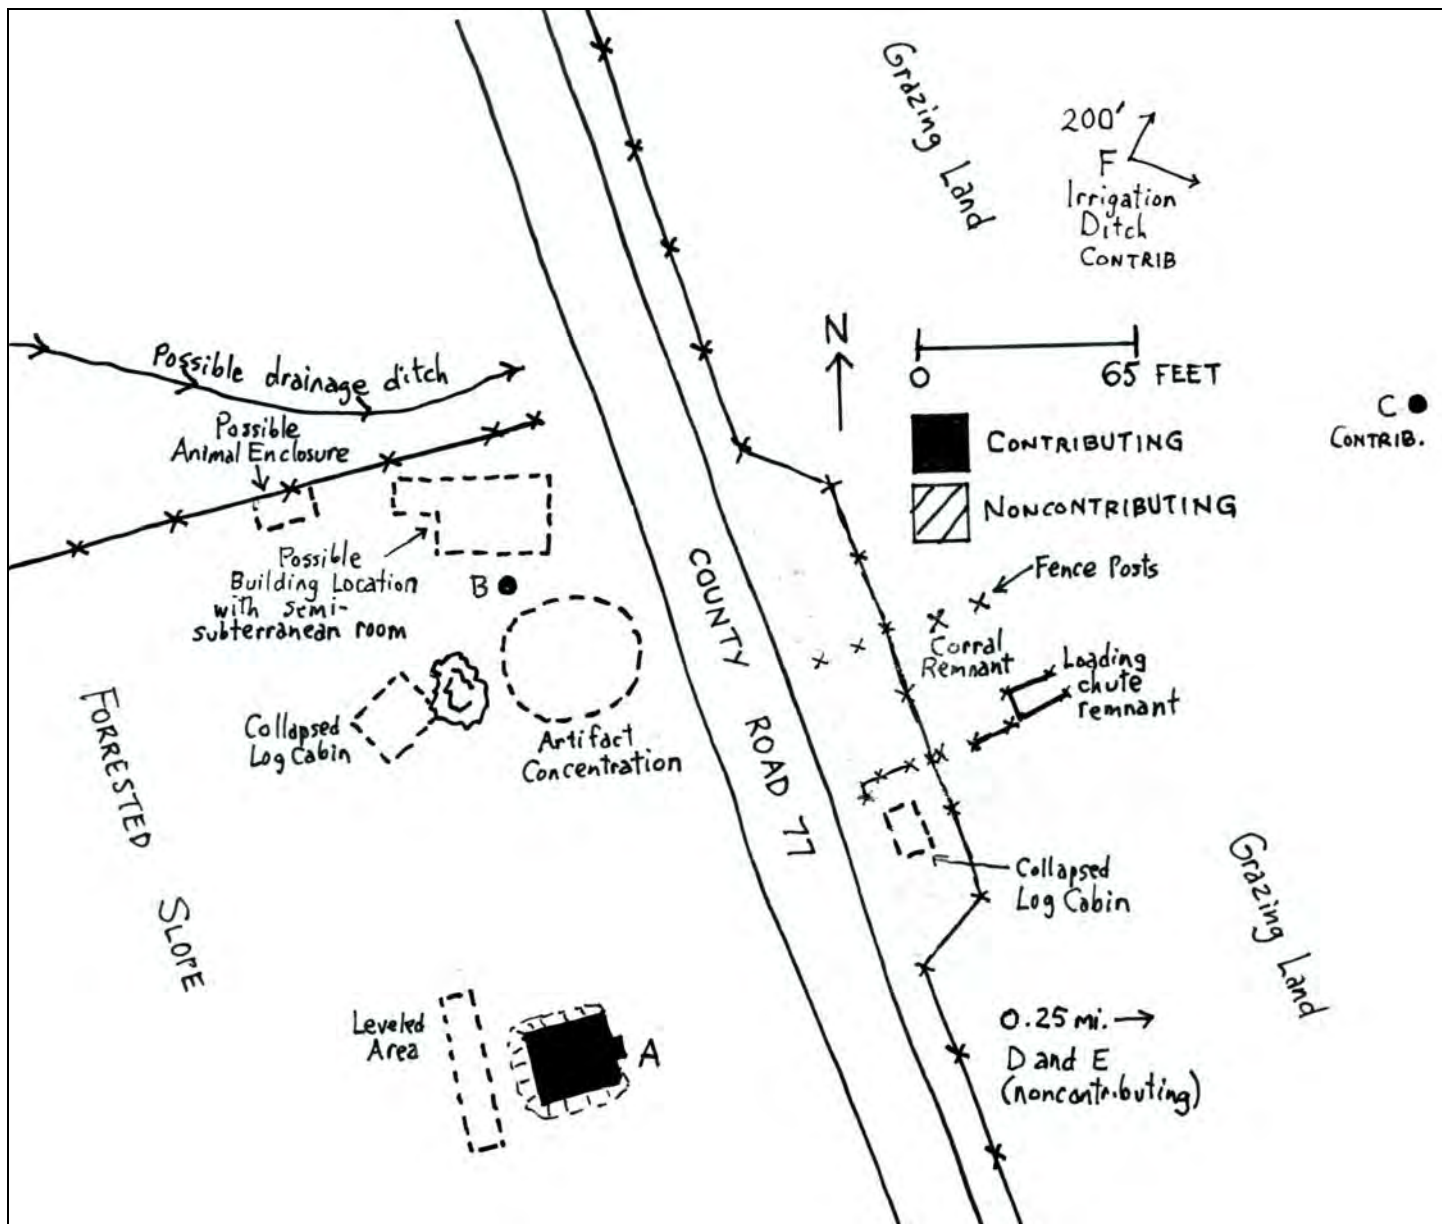 Grazing Land
200'
F
Irrigation
Ditch
CONTRIB
N
0 65 FEET
CONTRIBUTING
NONCONTRIBUTING
C
CONTRIB.
Possible drainage ditch
Possible
Animal Enclosure
Possible
Building Location
with semi-
subterranean room
B
Fence Posts
Corral
Remnant
Loading
chute
remnant
COUNTY ROAD 77
Collapsed
Log Cabin
Artifact
Concentration
FORRESTED SLOPE
Collapsed
Log Cabin
Grazing Land
Leveled
Area
A
0.25 mi.
D and E
(noncontributing)